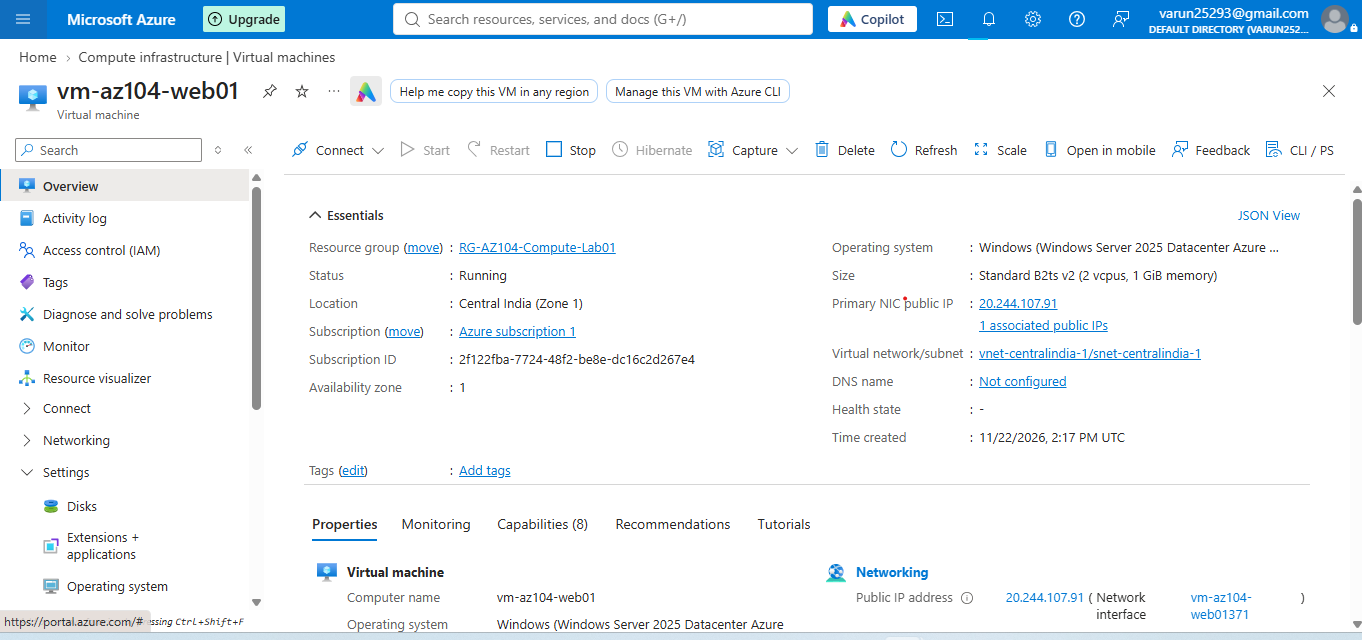 Microsoft Azure
Upgrade
Search resources, services, and docs (G+/)
Copilot
varun25293@gmail.com
DEFAULT DIRECTORY (VARUN252...
Home > Compute infrastructure | Virtual machines
vm-az104-web01
Virtual machine
Help me copy this VM in any region
Manage this VM with Azure CLI
Search
Overview
Activity log
Access control (IAM)
Tags
Diagnose and solve problems
Monitor
Resource visualizer
Connect
Networking
Settings
Disks
Extensions +
applications
Operating system
https://portal.azure.com/#
ssing Ctrl+Shift+F
Connect Start Restart Stop Hibernate Capture Delete Refresh Scale Open in mobile Feedback CLI / PS
Essentials
JSON View
Resource group (move) : RG-AZ104-Compute-Lab01
Status : Running
Location : Central India (Zone 1)
Subscription (move) : Azure subscription 1
Subscription ID : 2f122fba-7724-48f2-be8e-dc16c2d267e4
Availability zone : 1
Operating system : Windows (Windows Server 2025 Datacenter Azure ...
Size : Standard B2ts v2 (2 vcpus, 1 GiB memory)
Primary NIC public IP : 20.244.107.91
1 associated public IPs
Virtual network/subnet : vnet-centralindia-1/snet-centralindia-1
DNS name : Not configured
Health state : -
Time created : 11/22/2026, 2:17 PM UTC
Tags (edit) : Add tags
Properties Monitoring Capabilities (8) Recommendations Tutorials
Virtual machine
Computer name vm-az104-web01
Operating system Windows (Windows Server 2025 Datacenter Azure
Networking
Public IP address 20.244.107.91 ( Network
interface
vm-az104-
web01371 )